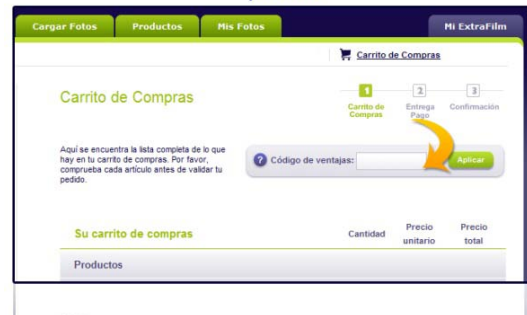 Cargar Fotos Productos Mis Fotos Mi ExtraFilm
Carrito de Compras
Carrito de Compras
1 2 3
Carrito de Compras Entrega Pago Confirmación
Aquí se encuentra la lista completa de lo que
hay en tu carrito de compras. Por favor,
comprueba cada artículo antes de validar tu
pedido.
? Código de ventajas: Aplicar
Su carrito de compras Cantidad Precio unitario Precio total
Productos